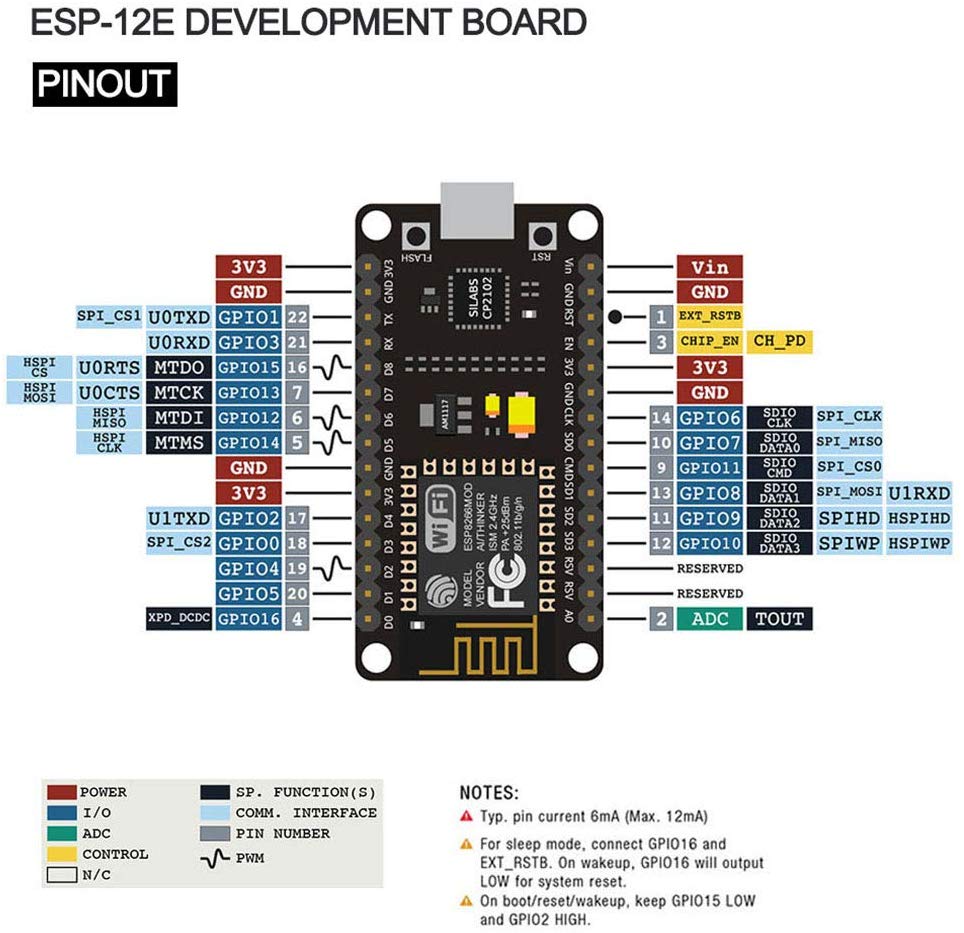 ESP-12E DEVELOPMENT BOARD
PINOUT
FLASH
RST
SILABS
CP2102
AM1117
3V3 3V3
GND GND
SPI_CS1 U0TXD GPIO1 22 TX
U0RXD GPIO3 21 RX
HSPI CS U0RTS MTDO GPIO15 16 D8
HSPI MOSI U0CTS MTCK GPIO13 7 D7
HSPI MISO MTDI GPIO12 6 D6
HSPI CLK MTMS GPIO14 5 D5
GND GND
3V3 3V3
U1TXD GPIO2 17 D4
SPI_CS2 GPIO0 18 D3
GPIO4 19 D2
GPIO5 20 D1
XPD_DCDC GPIO16 4 D0
Vin Vin
GND GND
RST 1 EXT_RSTB
EN 3 CHIP_EN CH_PD
3V3 3V3
GND GND
CLK 14 GPIO6 SDIO CLK SPI_CLK
SD0 10 GPIO7 SDIO DATA0 SPI_MISO
CMD 9 GPIO11 SDIO CMD SPI_CS0
SD1 13 GPIO8 SDIO DATA1 SPI_MOSI U1RXD
SD2 11 GPIO9 SDIO DATA2 SPIHD HSPIHD
SD3 12 GPIO10 SDIO DATA3 SPIWP HSPIWP
RSV RESERVED
RSV RESERVED
A0 2 ADC TOUT
Wi Fi
MODEL ESP8266MOD
VENDOR AI/THINKER
ISM 2.4GHz
PA +25dBm
802.11b/g/n
FC
POWER
I/O
ADC
CONTROL
N/C
SP. FUNCTION(S)
COMM. INTERFACE
PIN NUMBER
PWM
NOTES:
Typ. pin current 6mA (Max. 12mA)
For sleep mode, connect GPIO16 and
EXT_RSTB. On wakeup, GPIO16 will output
LOW for system reset.
On boot/reset/wakeup, keep GPIO15 LOW
and GPIO2 HIGH.